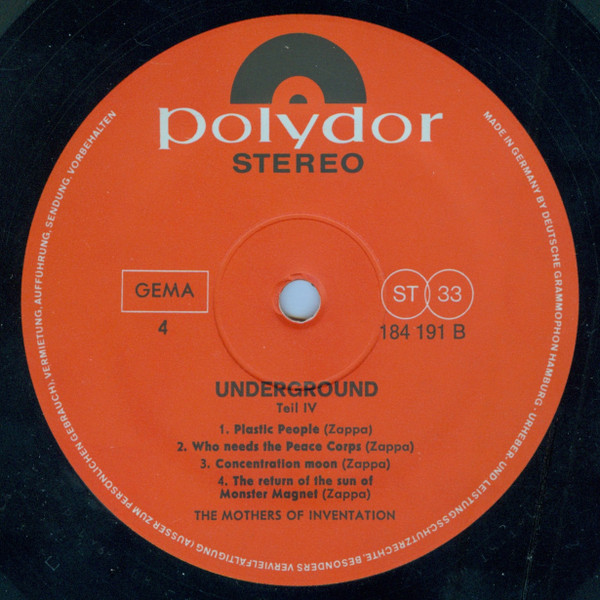 polydor
STEREO
GEMA
4
ST 33
184 191 B
UNDERGROUND
Teil IV
1. Plastic People (Zappa)
2. Who needs the Peace Corps (Zappa)
3. Concentration moon (Zappa)
4. The return of the sun of
Monster Magnet (Zappa)
THE MOTHERS OF INVENTATION
MADE IN GERMANY BY DEUTSCHE GRAMMOPHON HAMBURG · URHEBER- UND LEISTUNGSSCHUTZRECHTE, BESONDERS VERVIELFÄLTIGUNG (AUSSER ZUM PERSÖNLICHEN GEBRAUCH), VERMIETUNG, AUFFÜHRUNG, SENDUNG, VORBEHALTEN